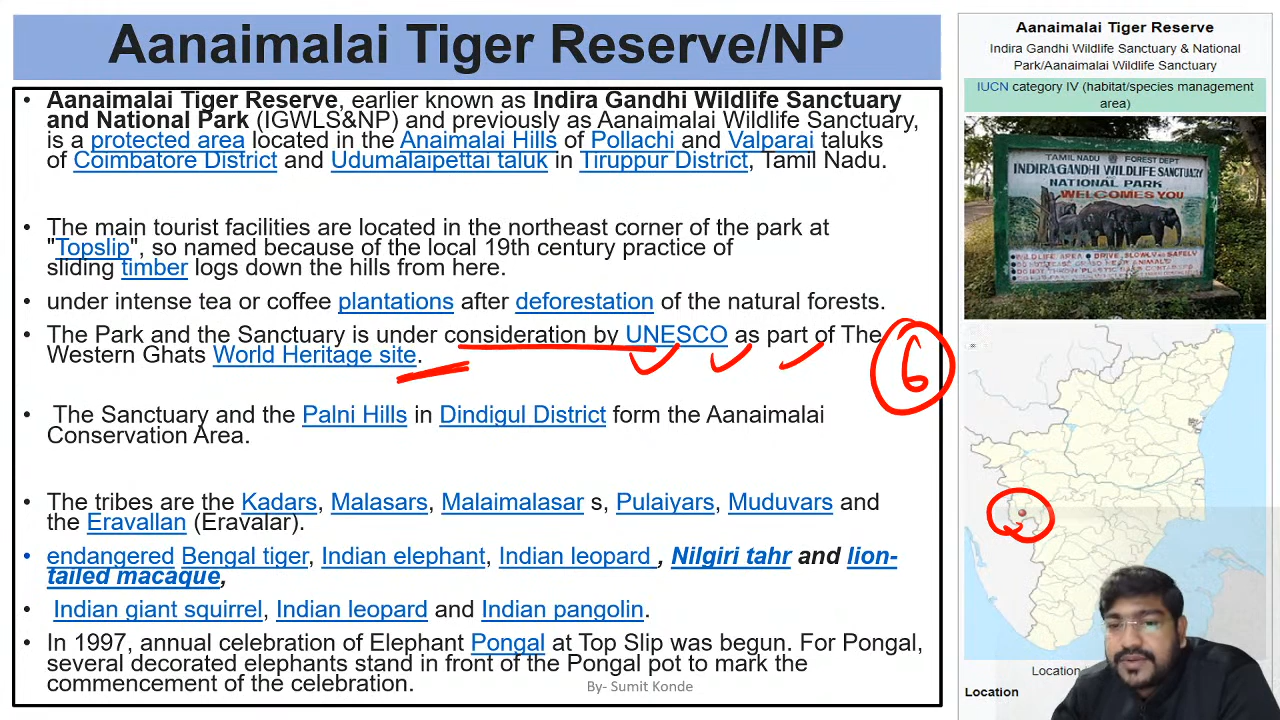 Aanaimalai Tiger Reserve/NP
• Aanaimalai Tiger Reserve, earlier known as Indira Gandhi Wildlife Sanctuary
and National Park (IGWLS&NP) and previously as Aanaimalai Wildlife Sanctuary,
is a protected area located in the Anaimalai Hills of Pollachi and Valparai taluks
of Coimbatore District and Udumalaipettai taluk in Tiruppur District, Tamil Nadu.
• The main tourist facilities are located in the northeast corner of the park at
"Topslip", so named because of the local 19th century practice of
sliding timber logs down the hills from here.
• under intense tea or coffee plantations after deforestation of the natural forests.
• The Park and the Sanctuary is under consideration by UNESCO as part of The
Western Ghats World Heritage site.
6
• The Sanctuary and the Palni Hills in Dindigul District form the Aanaimalai
Conservation Area.
• The tribes are the Kadars, Malasars, Malaimalasar s, Pulaiyars, Muduvars and
the Eravallan (Eravalar).
• endangered Bengal tiger, Indian elephant, Indian leopard , Nilgiri tahr and lion-
tailed macaque,
• Indian giant squirrel, Indian leopard and Indian pangolin.
• In 1997, annual celebration of Elephant Pongal at Top Slip was begun. For Pongal,
several decorated elephants stand in front of the Pongal pot to mark the
commencement of the celebration.
By- Sumit Konde
Aanaimalai Tiger Reserve
Indira Gandhi Wildlife Sanctuary & National
Park/Aanaimalai Wildlife Sanctuary
IUCN category IV (habitat/species management
area)
TAMIL NADU FOREST DEPT
INDIRA GANDHI WILDLIFE SANCTUARY
NATIONAL PARK
WELCOMES YOU
WILDLIFE AREA DRIVE SLOWLY & SAFELY
Location
Location